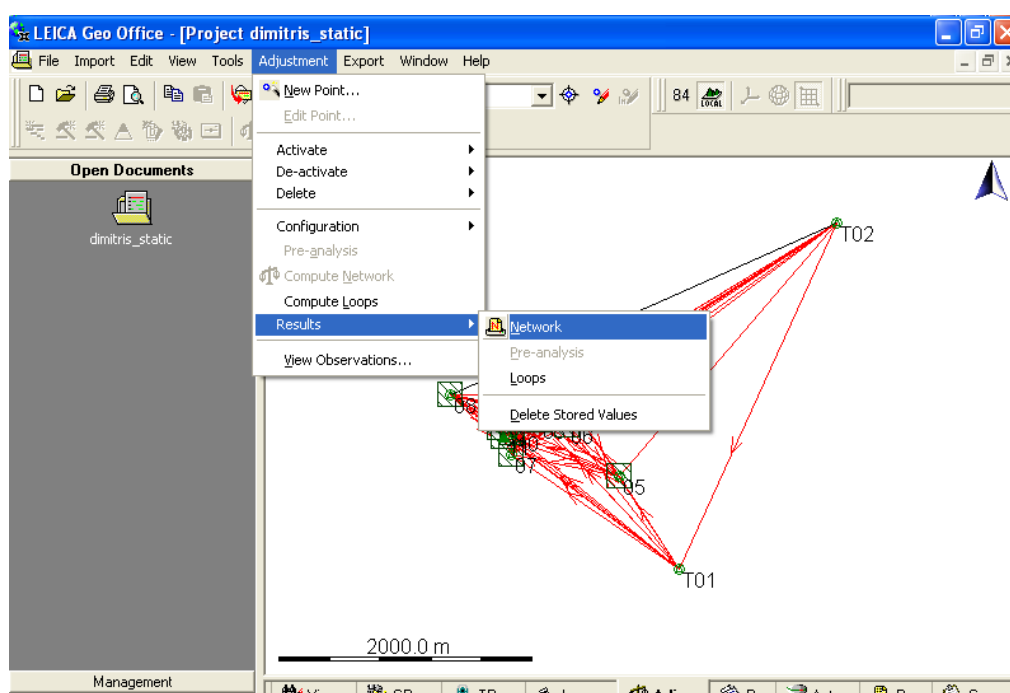 LEICA Geo Office - [Project dimitris_static]
File Import Edit View Tools Adjustment Export Window Help
New Point...
Edit Point...
84
LOCAL
Activate
De-activate
Delete
Configuration
Pre-analysis
Compute Network
Compute Loops
Results
View Observations...
Network
Pre-analysis
Loops
Delete Stored Values
Open Documents
dimitris_static
T02
05
T01
2000.0 m
Management